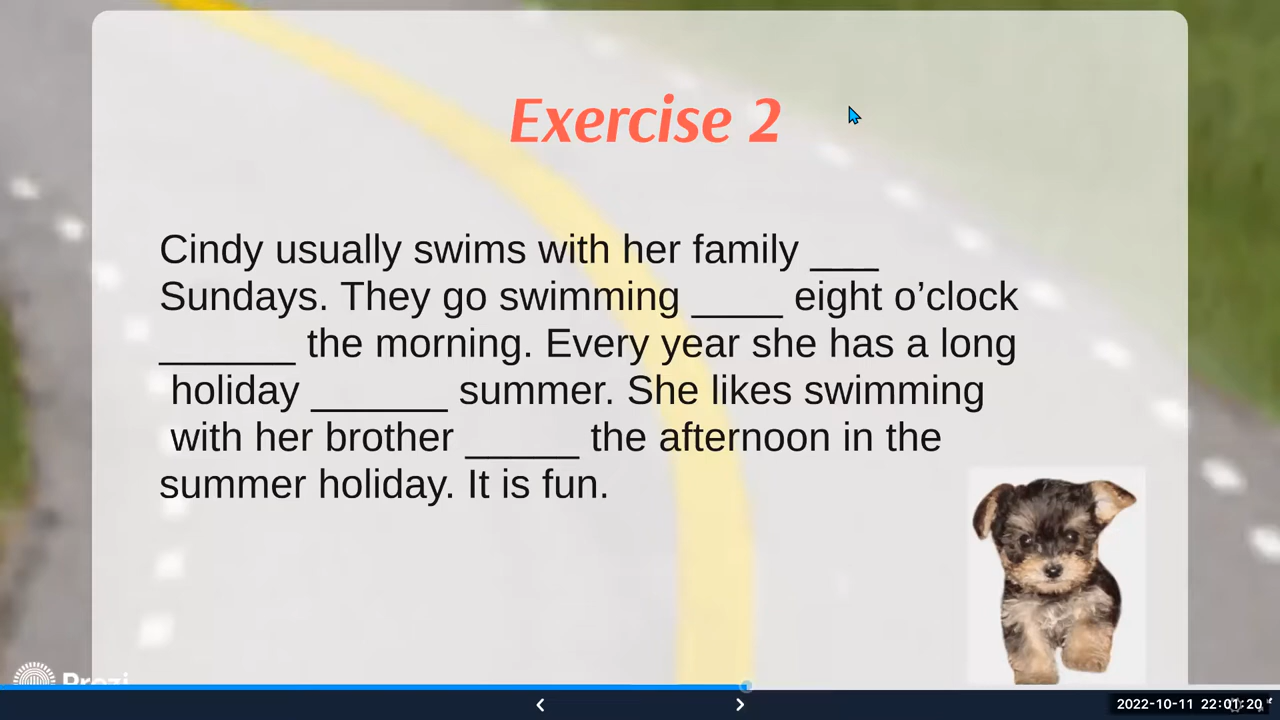 Exercise 2
Cindy usually swims with her family ___
Sundays. They go swimming ____ eight o’clock
______ the morning. Every year she has a long
holiday ______ summer. She likes swimming
with her brother _____ the afternoon in the
summer holiday. It is fun.
Prezi
2022-10-11 22:01:20